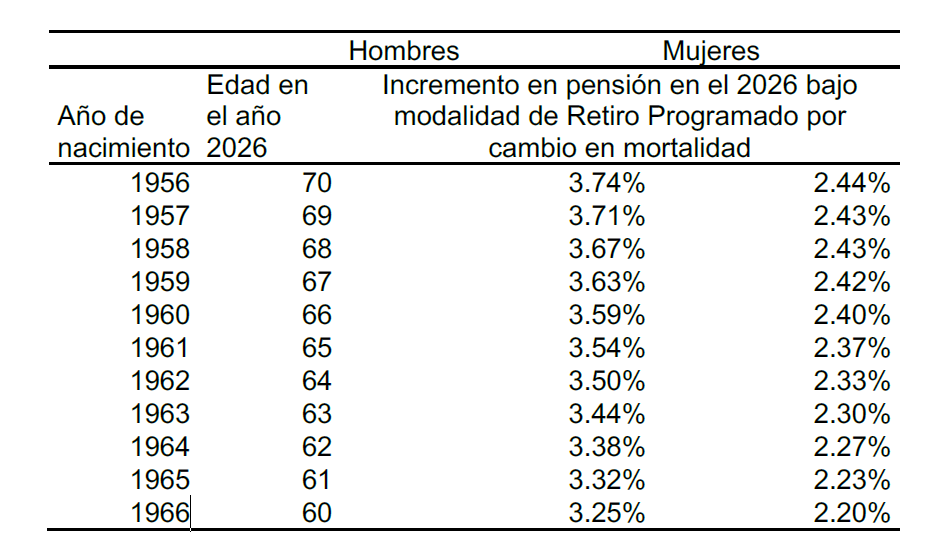 Hombres Mujeres
Edad en Incremento en pensión en el 2026 bajo
Año de el año modalidad de Retiro Programado por
nacimiento 2026 cambio en mortalidad
1956 70 3.74% 2.44%
1957 69 3.71% 2.43%
1958 68 3.67% 2.43%
1959 67 3.63% 2.42%
1960 66 3.59% 2.40%
1961 65 3.54% 2.37%
1962 64 3.50% 2.33%
1963 63 3.44% 2.30%
1964 62 3.38% 2.27%
1965 61 3.32% 2.23%
1966 60 3.25% 2.20%